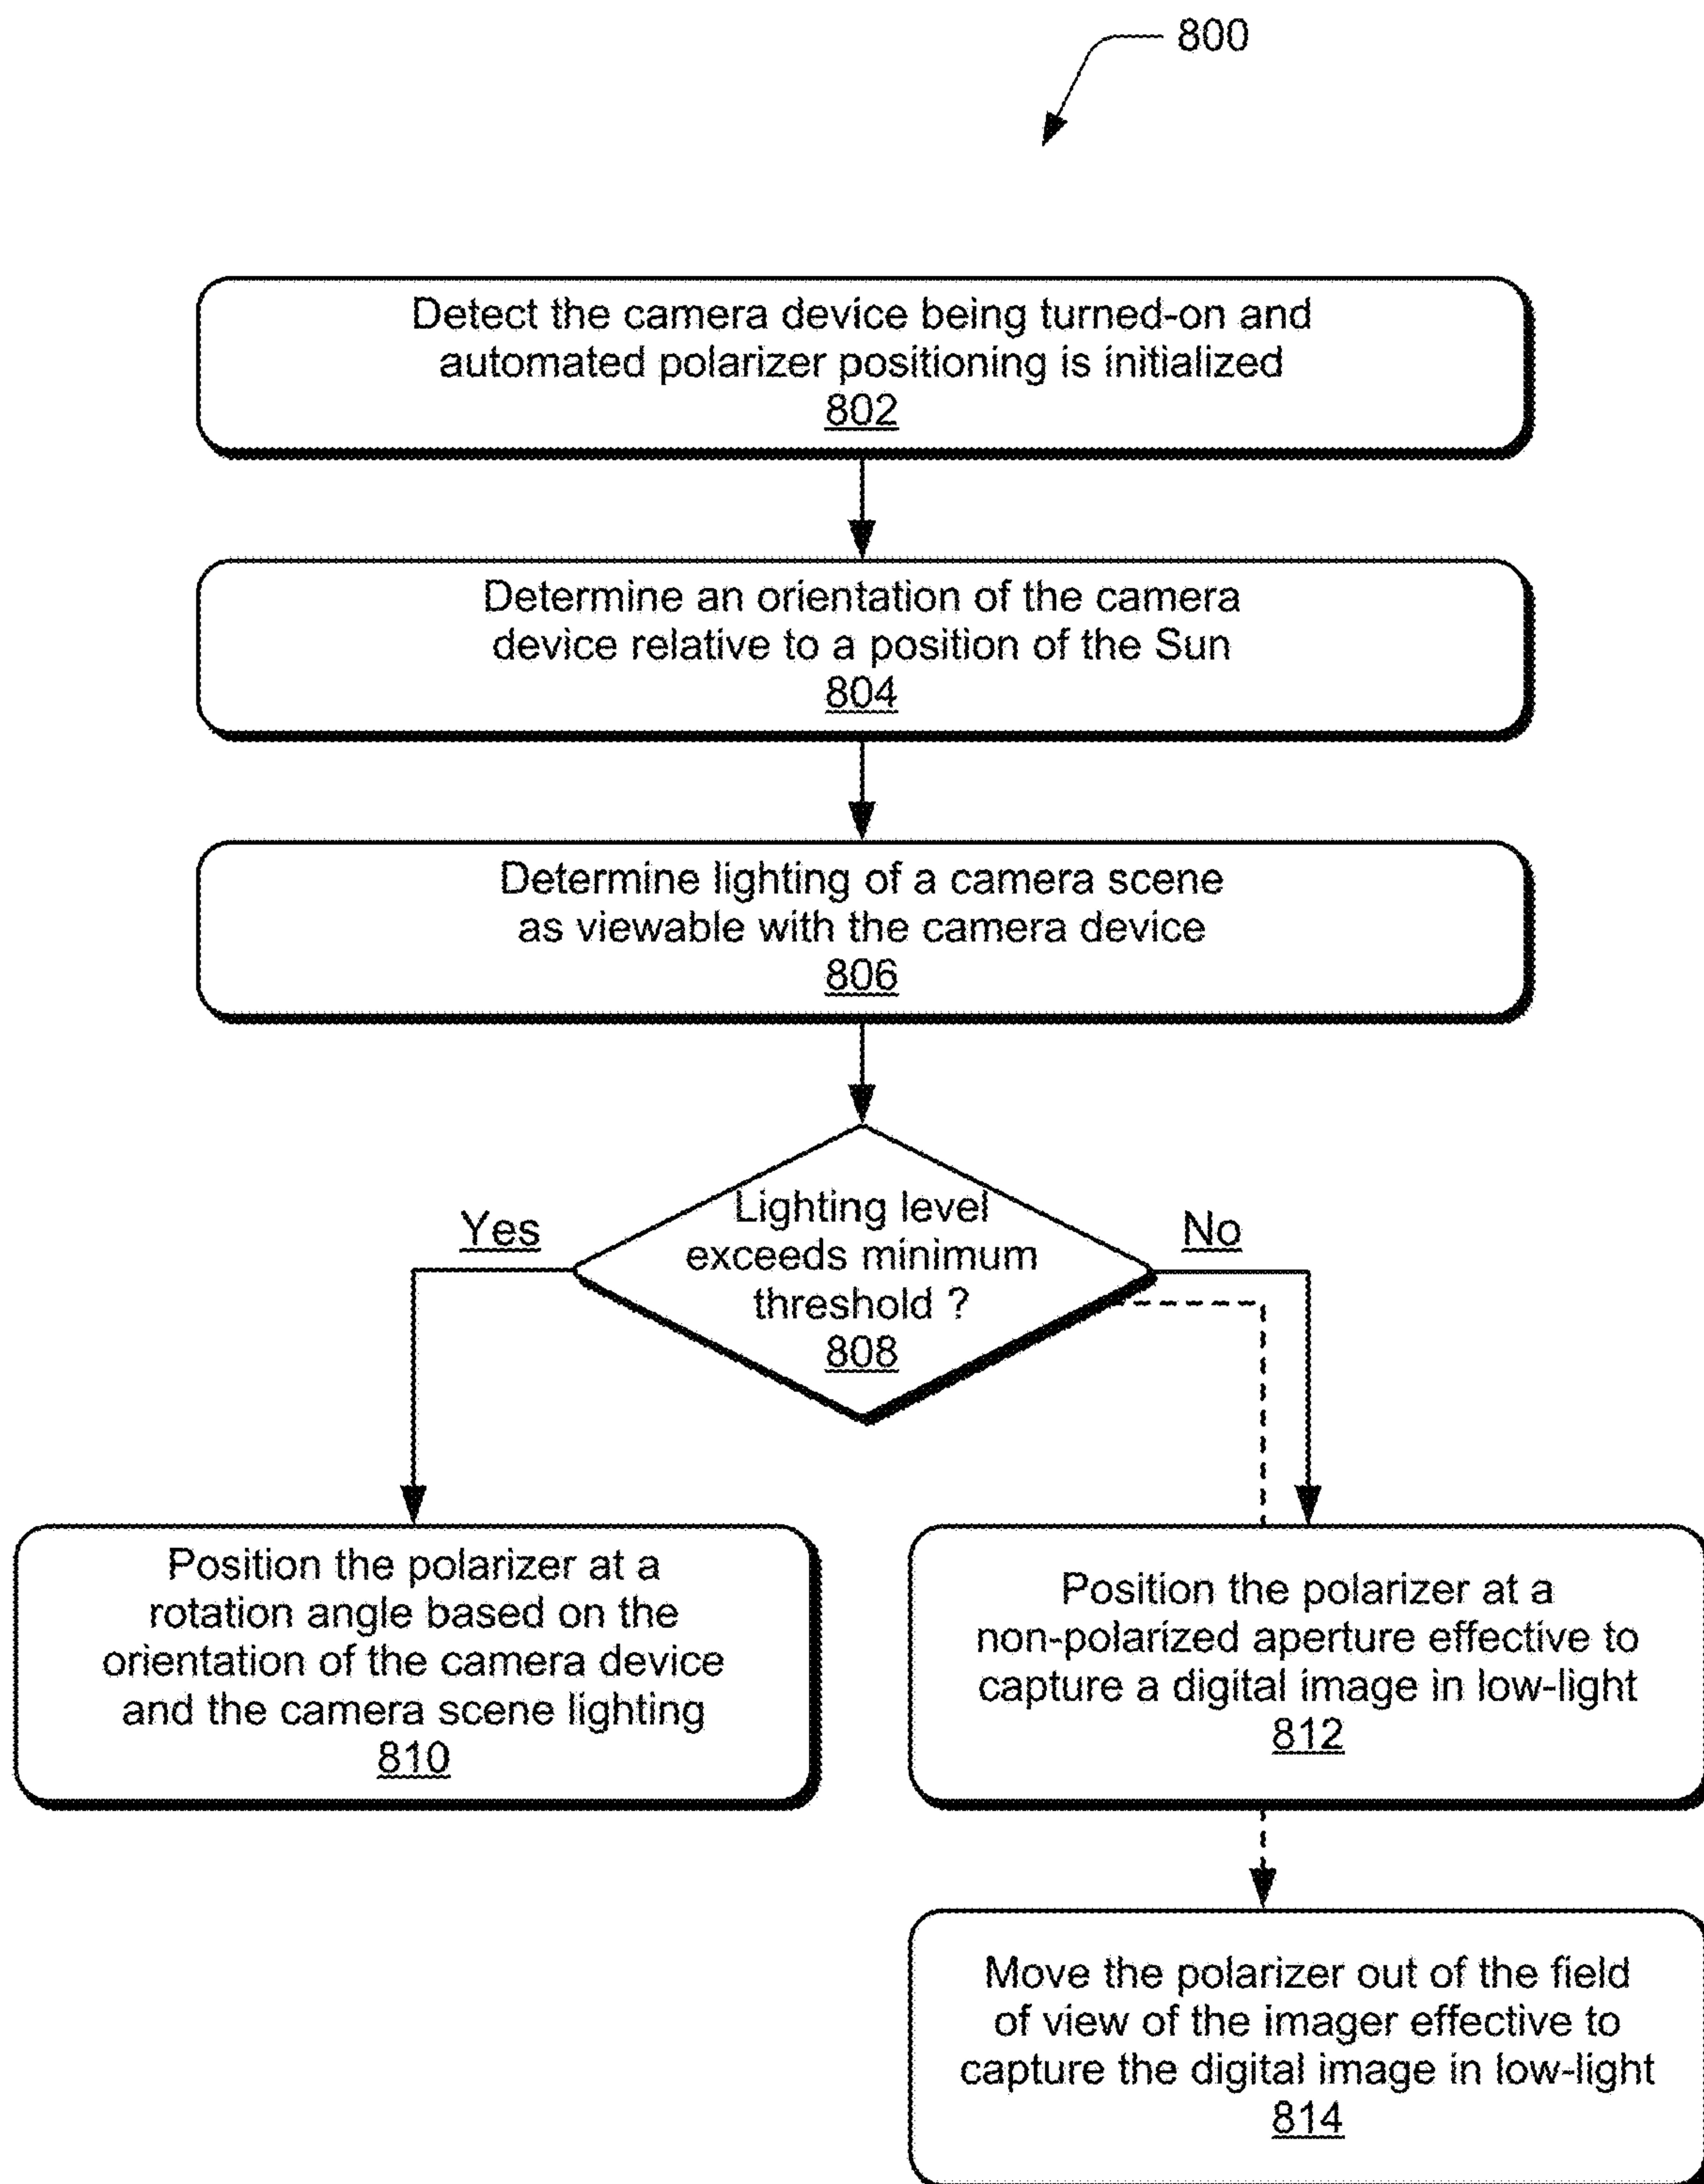 800
Detect the camera device being turned-on and
automated polarizer positioning is initialized
802
Determine an orientation of the camera
device relative to a position of the Sun
804
Determine lighting of a camera scene
as viewable with the camera device
806
Lighting level
exceeds minimum
threshold ?
808
Yes
No
Position the polarizer at a
rotation angle based on the
orientation of the camera device
and the camera scene lighting
810
Position the polarizer at a
non-polarized aperture effective to
capture a digital image in low-light
812
Move the polarizer out of the field
of view of the imager effective to
capture the digital image in low-light
814